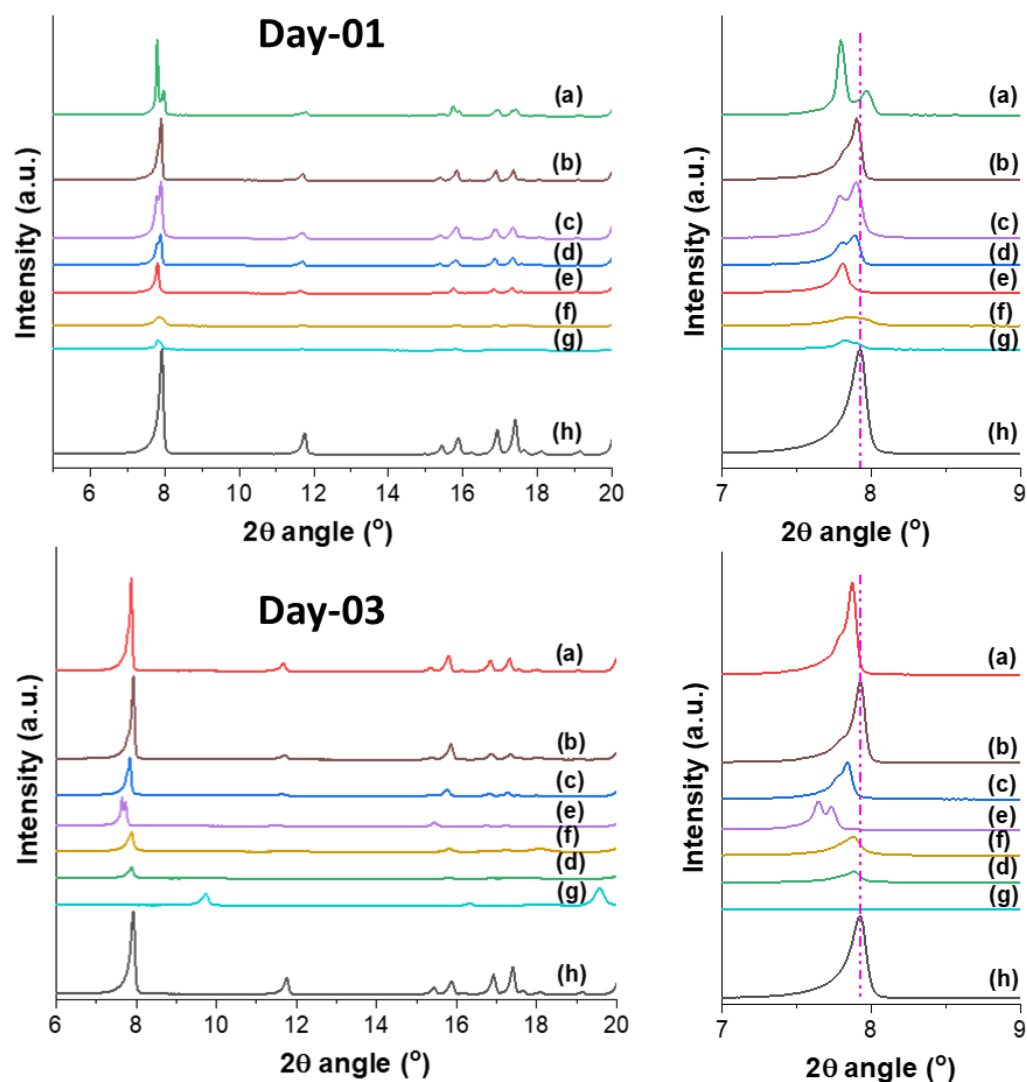 Day-01
Intensity (a.u.)
(a)
(b)
(c)
(d)
(e)
(f)
(g)
(h)
6 8 10 12 14 16 18 20
2θ angle (o)
Intensity (a.u.)
(a)
(b)
(c)
(d)
(e)
(f)
(g)
(h)
7 8 9
2θ angle (o)
Day-03
Intensity (a.u.)
(a)
(b)
(c)
(e)
(f)
(d)
(g)
(h)
6 8 10 12 14 16 18 20
2θ angle (o)
Intensity (a.u.)
(a)
(b)
(c)
(e)
(f)
(d)
(g)
(h)
7 8 9
2θ angle (o)